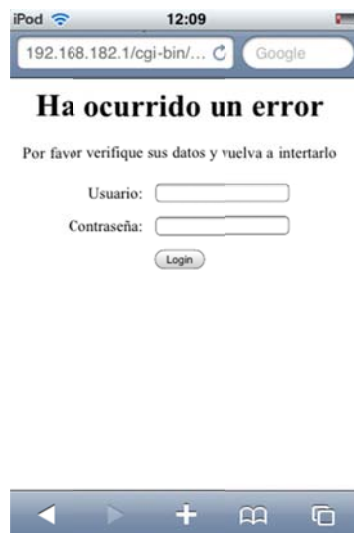 iPod 12:09
192.168.182.1/cgi-bin/... Google
Ha ocurrido un error
Por favor verifique sus datos y vuelva a intertarlo
Usuario:
Contraseña:
Login